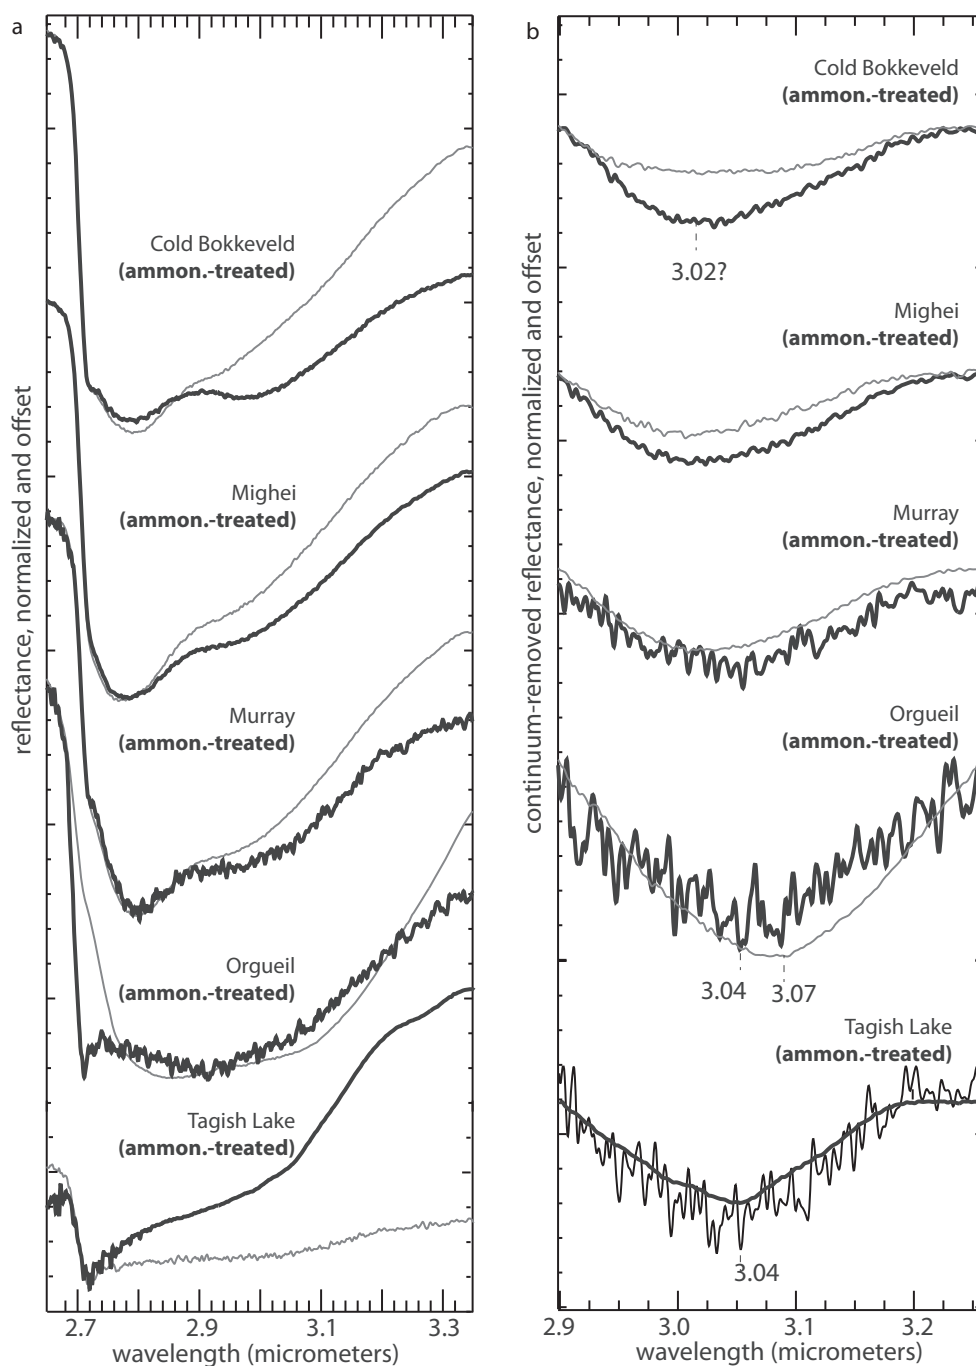 a
reflectance, normalized and offset
Cold Bokkeveld
(ammon.-treated)
Mighei
(ammon.-treated)
Murray
(ammon.-treated)
Orgueil
(ammon.-treated)
Tagish Lake
(ammon.-treated)
2.7
2.9
3.1
3.3
wavelength (micrometers)
b
continuum-removed reflectance, normalized and offset
Cold Bokkeveld
(ammon.-treated)
3.02?
Mighei
(ammon.-treated)
Murray
(ammon.-treated)
Orgueil
(ammon.-treated)
3.04
3.07
Tagish Lake
(ammon.-treated)
3.04
2.9
3.0
3.1
3.2
wavelength (micrometers)